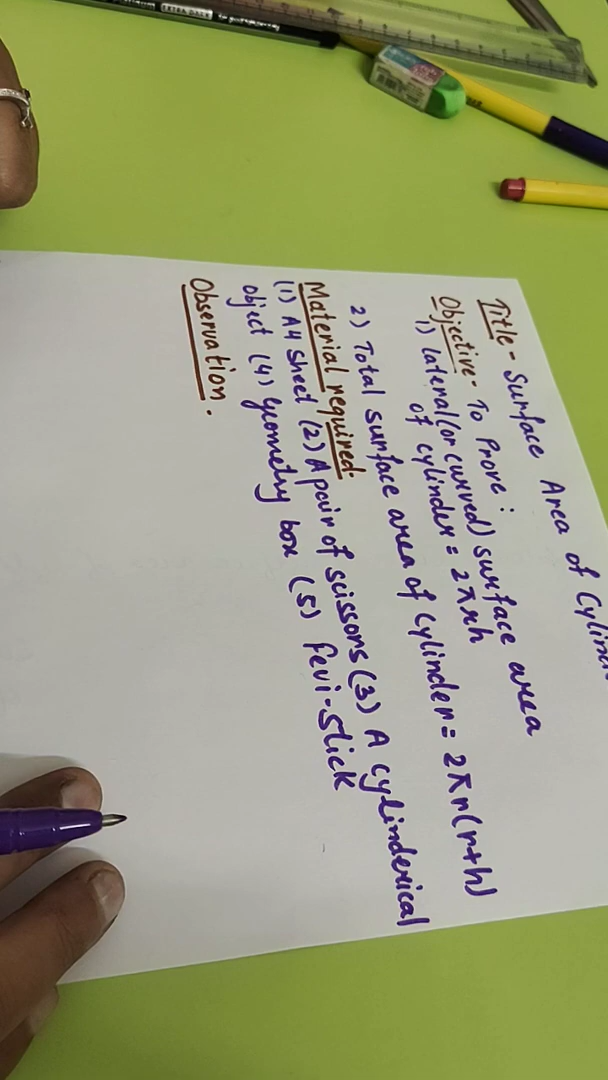 Title - Surface Area of Cylin
Objective - To Prove :
1) lateral(or curved) surface area
of cylinder = 2πrh
2) Total surface area of cylinder = 2πr(r+h)
Material required:
(1) A4 Sheet (2) A pair of scissors (3) A cylinderical
object (4) Geometry box (5) fevi-stick
Observation.
EXTRA DARK